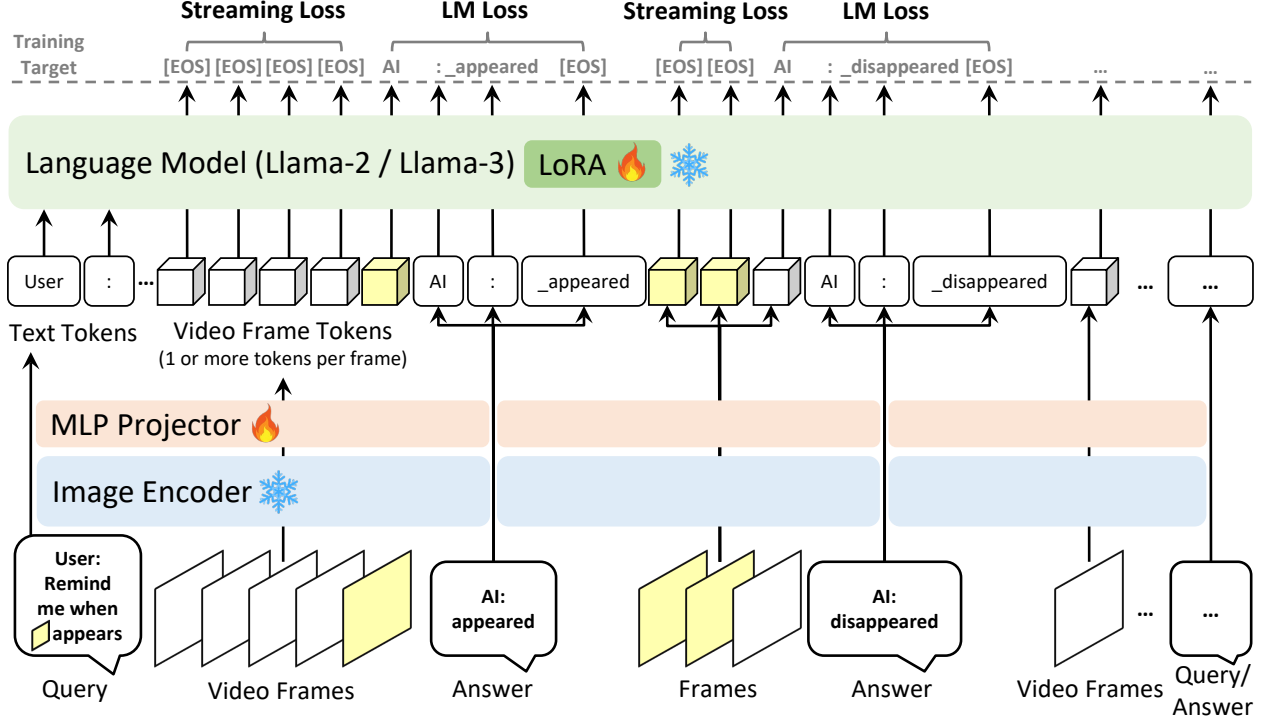 Streaming Loss LM Loss Streaming Loss LM Loss
Training
Target [EOS] [EOS] [EOS] [EOS] AI : _appeared [EOS] [EOS] [EOS] AI : _disappeared [EOS] ... ...
Language Model (Llama-2 / Llama-3) LoRA
User : ... AI : _appeared AI : _disappeared ... ...
Text Tokens Video Frame Tokens
(1 or more tokens per frame)
MLP Projector
Image Encoder
User:
Remind
me when
appears
AI:
appeared
AI:
disappeared
... ...
Query Video Frames Answer Frames Answer Video Frames Query/
Answer